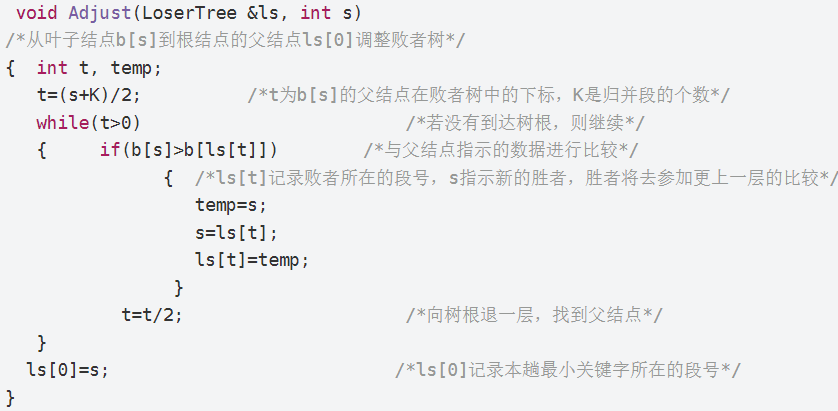 void Adjust(LoserTree &ls, int s)
/*从叶子结点b[s]到根结点的父结点ls[0]调整败者树*/
{  int t, temp;
t=(s+K)/2;          /*t为b[s]的父结点在败者树中的下标，K是归并段的个数*/
while(t>0)                         /*若没有到达树根，则继续*/
{     if(b[s]>b[ls[t]])        /*与父结点指示的数据进行比较*/
{  /*ls[t]记录败者所在的段号，s指示新的胜者，胜者将去参加更上一层的比较*/
temp=s;
s=ls[t];
ls[t]=temp;
}
t=t/2;                     /*向树根退一层，找到父结点*/
}
ls[0]=s;                           /*ls[0]记录本趟最小关键字所在的段号*/
}